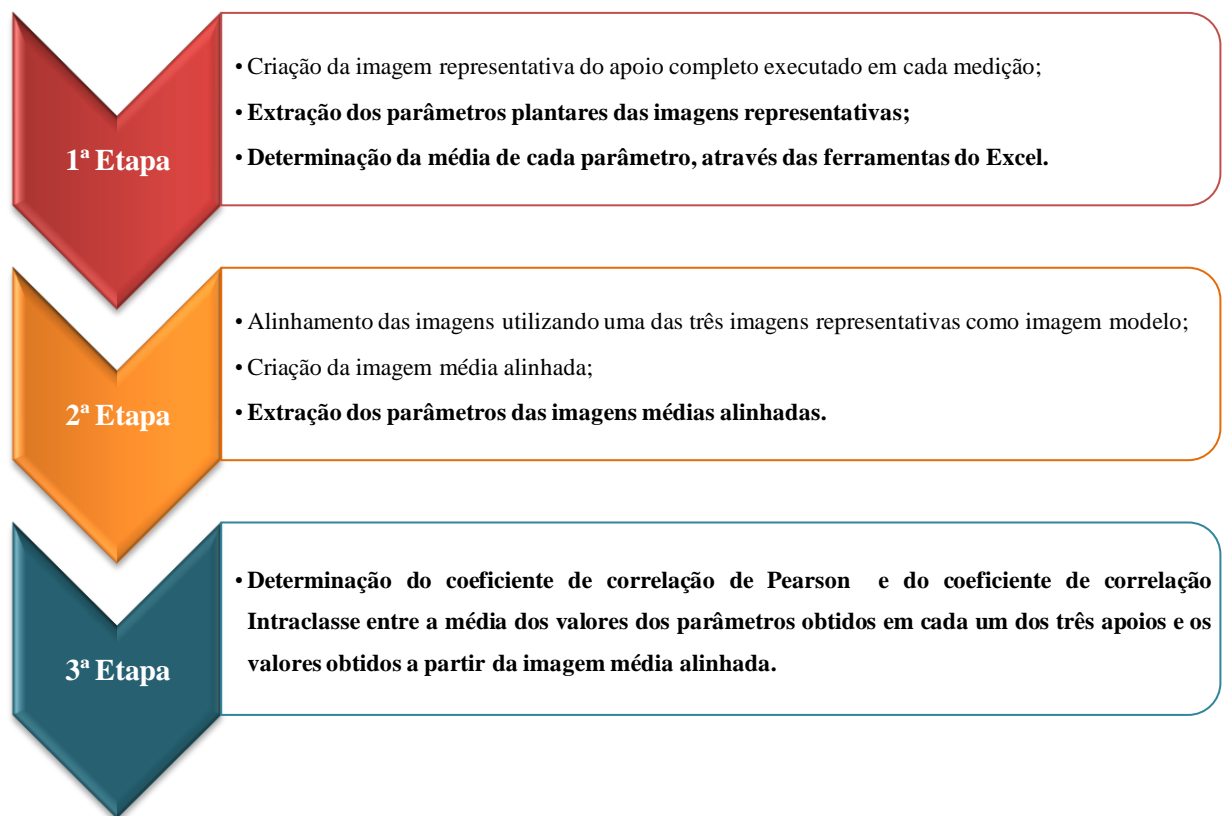 1ª Etapa
• Criação da imagem representativa do apoio completo executado em cada medição;
• Extração dos parâmetros plantares das imagens representativas;
• Determinação da média de cada parâmetro, através das ferramentas do Excel.
2ª Etapa
• Alinhamento das imagens utilizando uma das três imagens representativas como imagem modelo;
• Criação da imagem média alinhada;
• Extração dos parâmetros das imagens médias alinhadas.
3ª Etapa
• Determinação do coeficiente de correlação de Pearson e do coeficiente de correlação
Intraclasse entre a média dos valores dos parâmetros obtidos em cada um dos três apoios e os
valores obtidos a partir da imagem média alinhada.